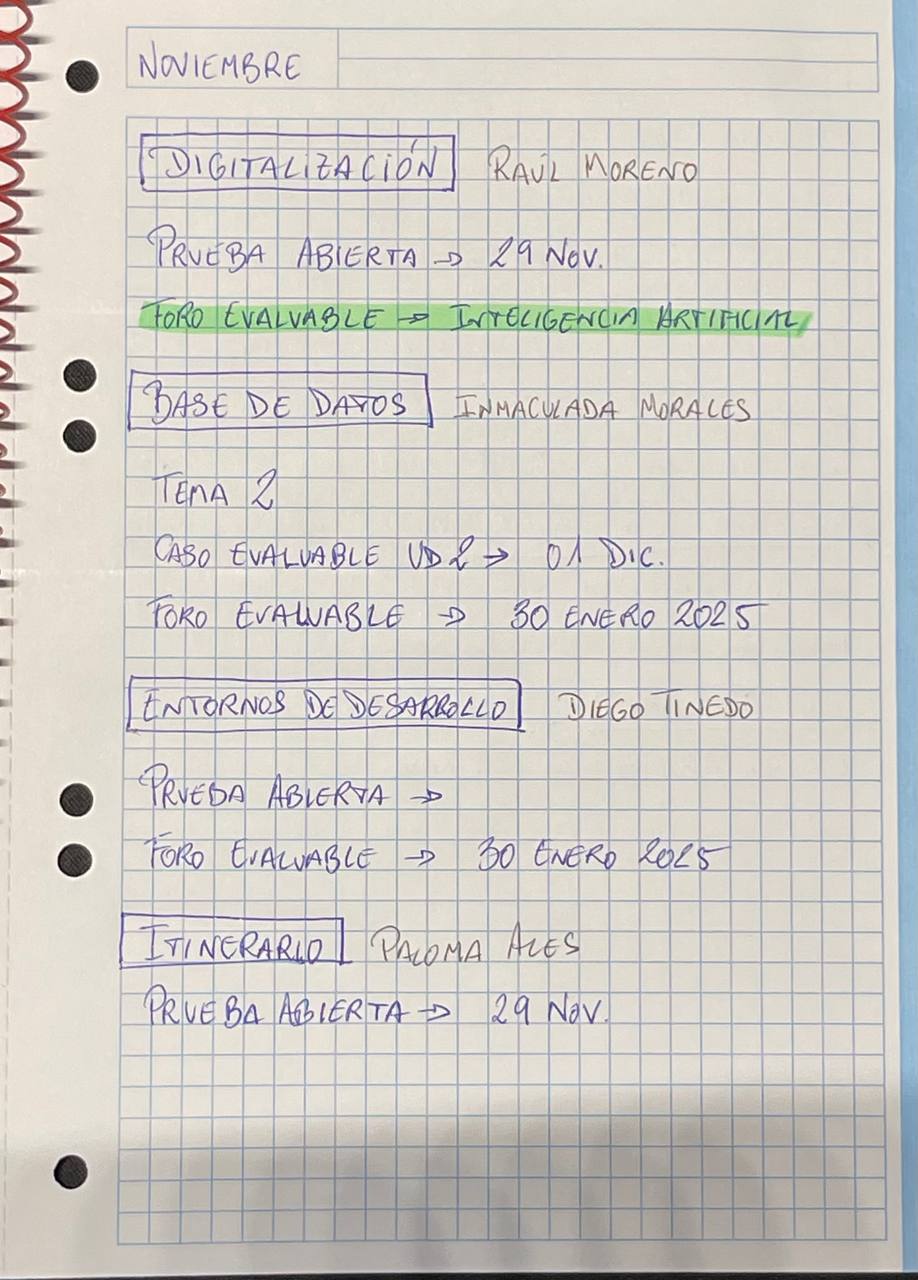 NOVIEMBRE
DIGITALIZACIÓN RAÚL MORENO
PRUEBA ABIERTA → 29 NOV.
FORO EVALUABLE → INTELIGENCIA ARTIFICIAL
BASE DE DATOS INMACULADA MORALES
TEMA 2
CASO EVALUABLE UD2 → 01 DIC.
FORO EVALUABLE → 30 ENERO 2025
ENTORNOS DE DESARROLLO DIEGO TINEDO
PRUEBA ABIERTA →
FORO EVALUABLE → 30 ENERO 2025
ITINERARIO PALOMA ALES
PRUEBA ABIERTA → 29 NOV.